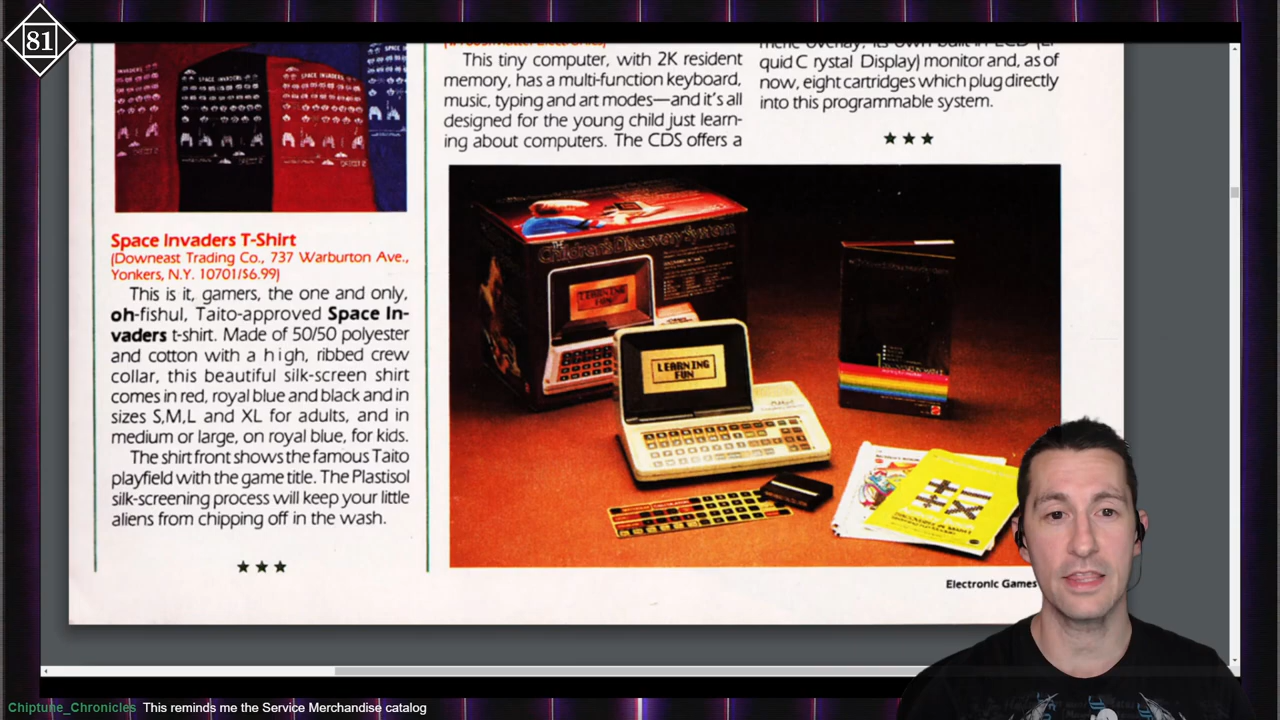 81
This tiny computer, with 2K resident
memory, has a multi-function keyboard,
music, typing and art modes—and it's all
designed for the young child just learn-
ing about computers. The CDS offers a
quid C rystal Display) monitor and, as of
now, eight cartridges which plug directly
into this programmable system.
★★★
SPACE INVADERS
SPACE INVADERS
Space Invaders T-Shirt
(Downeast Trading Co., 737 Warburton Ave.,
Yonkers, N.Y. 10701/$6.99)
This is it, gamers, the one and only,
oh-fishul, Taito-approved Space In-
vaders t-shirt. Made of 50/50 polyester
and cotton with a high, ribbed crew
collar, this beautiful silk-screen shirt
comes in red, royal blue and black and in
sizes S,M,L and XL for adults, and in
medium or large, on royal blue, for kids.
The shirt front shows the famous Taito
playfield with the game title. The Plastisol
silk-screening process will keep your little
aliens from chipping off in the wash.
★★★
The Children's Discovery System
LEARNING
FUN
LEARNING
FUN
Electronic Games
Chiptune_Chronicles This reminds me the Service Merchandise catalog